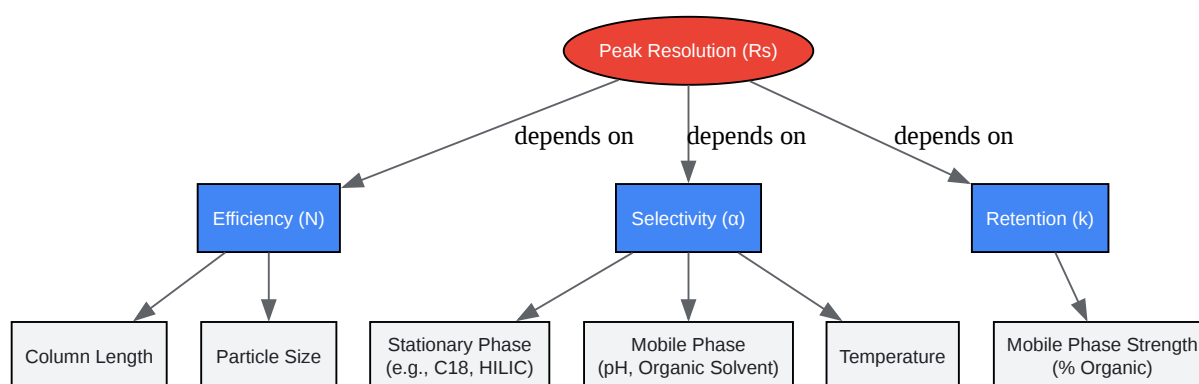 Peak Resolution (Rs)
depends on
depends on
depends on
Efficiency (N)
Selectivity (α)
Retention (k)
Column Length
Particle Size
Stationary Phase
(e.g., C18, HILIC)
Mobile Phase
(pH, Organic Solvent)
Temperature
Mobile Phase Strength
(% Organic)